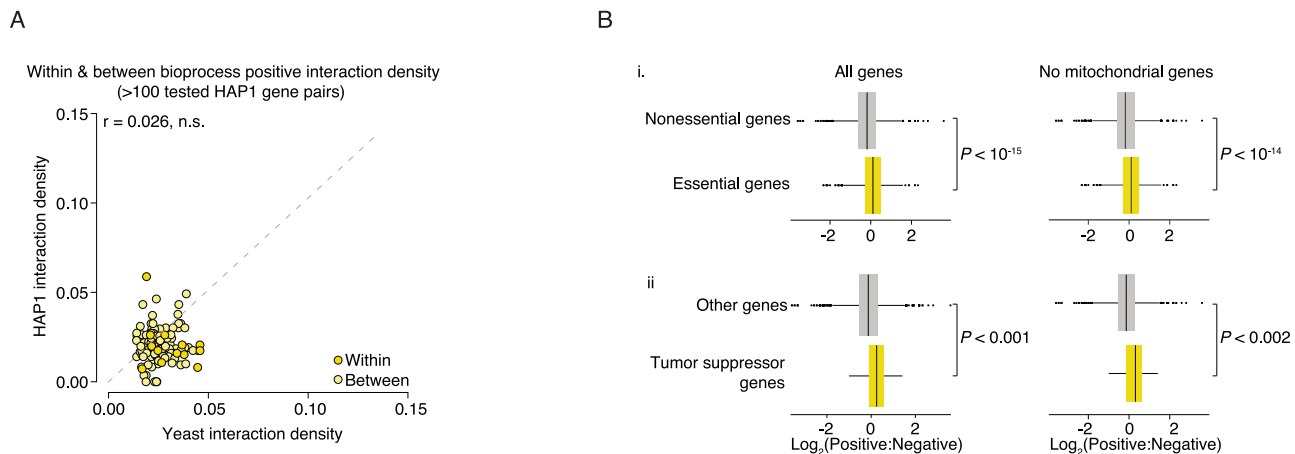 A
Within & between bioprocess positive interaction density
(>100 tested HAP1 gene pairs)
r = 0.026, n.s.
0.15
0.10
0.05
0.00
HAP1 interaction density
Within
Between
0.00 0.05 0.10 0.15
Yeast interaction density
B
i. All genes No mitochondrial genes
Nonessential genes
Essential genes
P < 10⁻¹⁵
P < 10⁻¹⁴
-2 0 2
-2 0 2
ii
Other genes
Tumor suppressor
genes
P < 0.001
P < 0.002
-2 0 2
-2 0 2
Log₂(Positive:Negative)
Log₂(Positive:Negative)